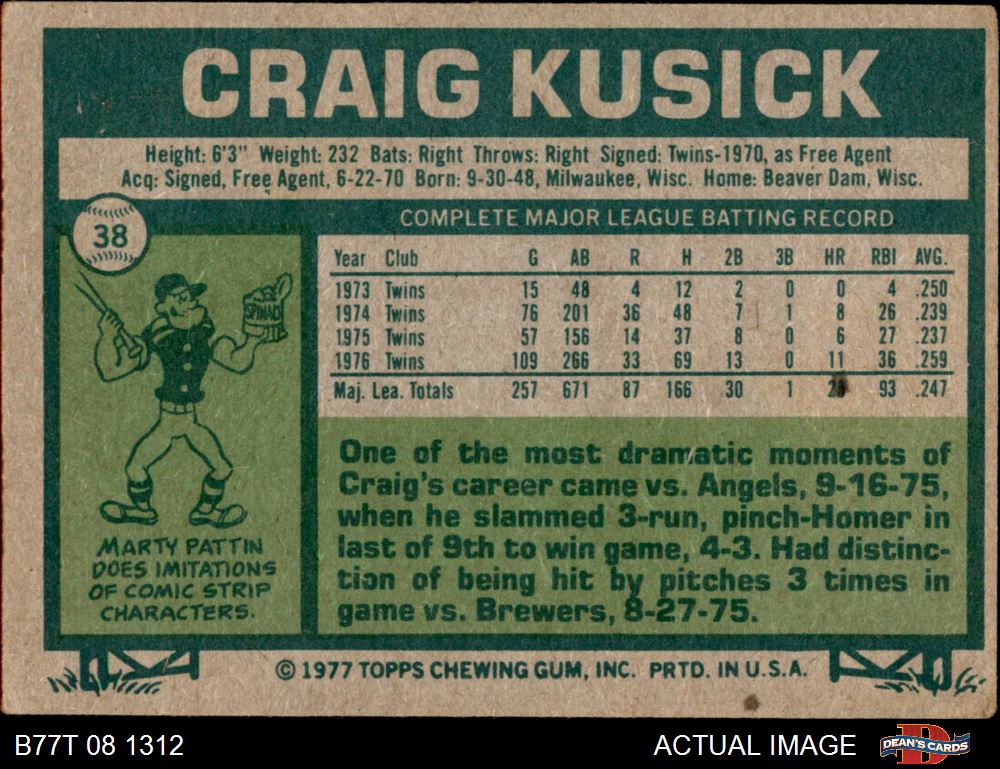 CRAIG KUSICK
Height: 6'3" Weight: 232 Bats: Right Throws: Right Signed: Twins-1970, as Free Agent
Acq: Signed, Free Agent, 6-22-70 Born: 9-30-48, Milwaukee, Wisc. Home: Beaver Dam, Wisc.
38
COMPLETE MAJOR LEAGUE BATTING RECORD
Year Club G AB R H 2B 3B HR RBI AVG.
1973 Twins 15 48 4 12 2 0 0 4 .250
1974 Twins 76 201 36 48 7 1 8 26 .239
1975 Twins 57 156 14 37 8 0 6 27 .237
1976 Twins 109 266 33 69 13 0 11 36 .259
Maj. Lea. Totals 257 671 87 166 30 1 93 .247
SPINACH
MARTY PATTIN
DOES IMITATIONS
OF COMIC STRIP
CHARACTERS.
One of the most dramatic moments of
Craig's career came vs. Angels, 9-16-75,
when he slammed 3-run, pinch-Homer in
last of 9th to win game, 4-3. Had distinc-
tion of being hit by pitches 3 times in
game vs. Brewers, 8-27-75.
© 1977 TOPPS CHEWING GUM, INC. PRTD. IN U.S.A.
B77T 08 1312
ACTUAL IMAGE
DEAN'S CARDS